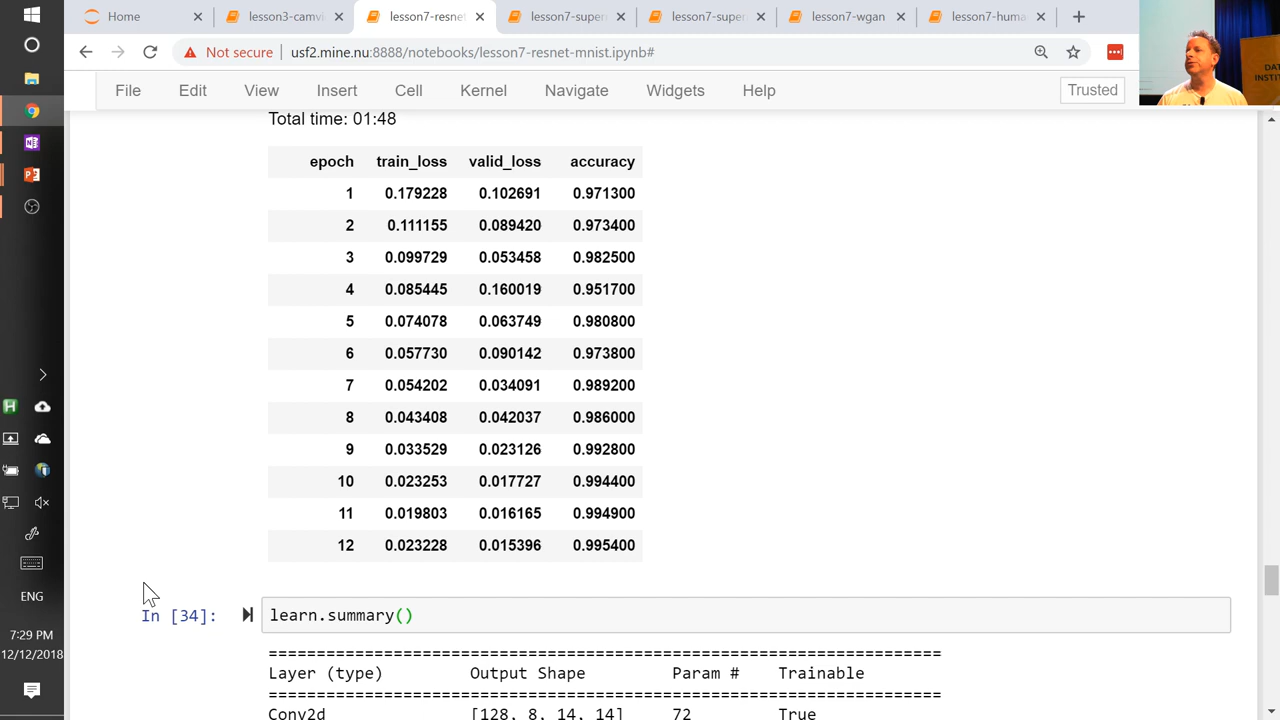 Home
lesson3-camvi
lesson7-resnet
lesson7-super
lesson7-super
lesson7-wgan
lesson7-huma
Not secure
usf2.mine.nu:8888/notebooks/lesson7-resnet-mnist.ipynb#
File Edit View Insert Cell Kernel Navigate Widgets Help Trusted
DAT
INSTIT
Total time: 01:48
epoch train_loss valid_loss accuracy
1 0.179228 0.102691 0.971300
2 0.111155 0.089420 0.973400
3 0.099729 0.053458 0.982500
4 0.085445 0.160019 0.951700
5 0.074078 0.063749 0.980800
6 0.057730 0.090142 0.973800
7 0.054202 0.034091 0.989200
8 0.043408 0.042037 0.986000
9 0.033529 0.023126 0.992800
10 0.023253 0.017727 0.994400
11 0.019803 0.016165 0.994900
12 0.023228 0.015396 0.995400
In [34]: learn.summary()
======================================================================
Layer (type) Output Shape Param # Trainable
======================================================================
Conv2d [128, 8, 14, 14] 72 True
ENG
7:29 PM
12/12/2018